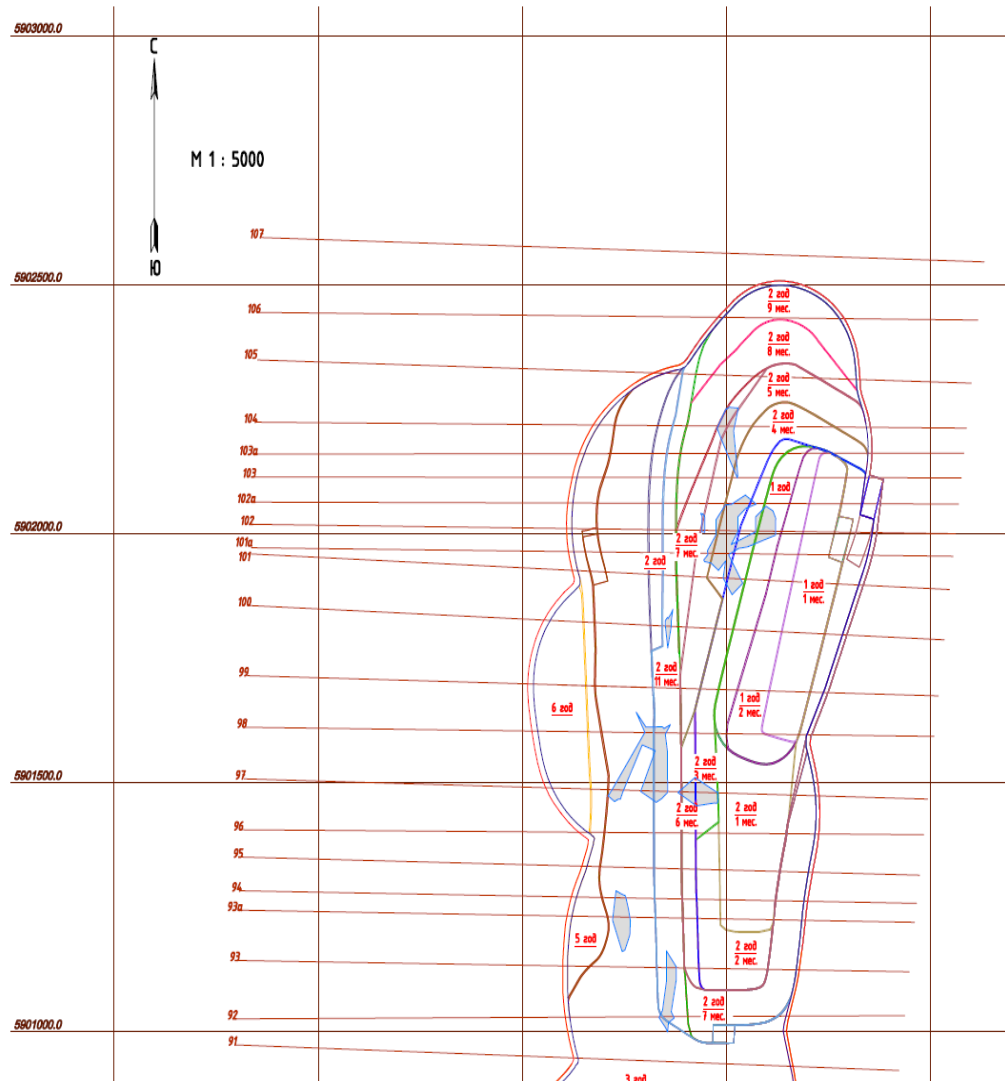 5903000.0
С
М 1 : 5000
Ю
107
5902500.0
2 год
9 мес.
106
2 год
8 мес.
105
2 год
5 мес.
104
2 год
4 мес.
103а
103
1 год
102а
102
5902000.0
2 год
7 мес.
101а
101
2 год
1 год
1 мес.
100
2 год
11 мес.
99
1 год
2 мес.
6 год
98
2 год
3 мес.
97
5901500.0
2 год
6 мес.
2 год
1 мес.
96
95
94
93а
5 год
2 год
2 мес.
93
2 год
7 мес.
92
5901000.0
91
3 год